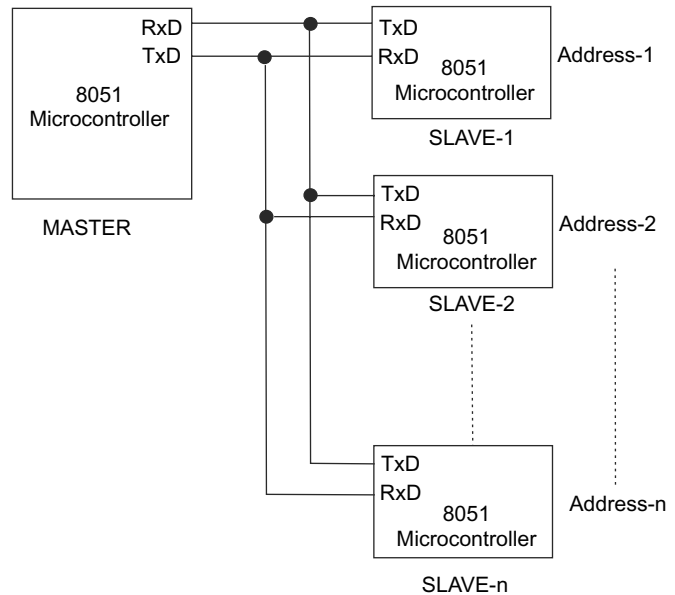 RxD
TxD
8051
Microcontroller
MASTER
TxD
RxD
8051
Microcontroller
Address-1
SLAVE-1
TxD
RxD
8051
Microcontroller
Address-2
SLAVE-2
TxD
RxD
8051
Microcontroller
Address-n
SLAVE-n